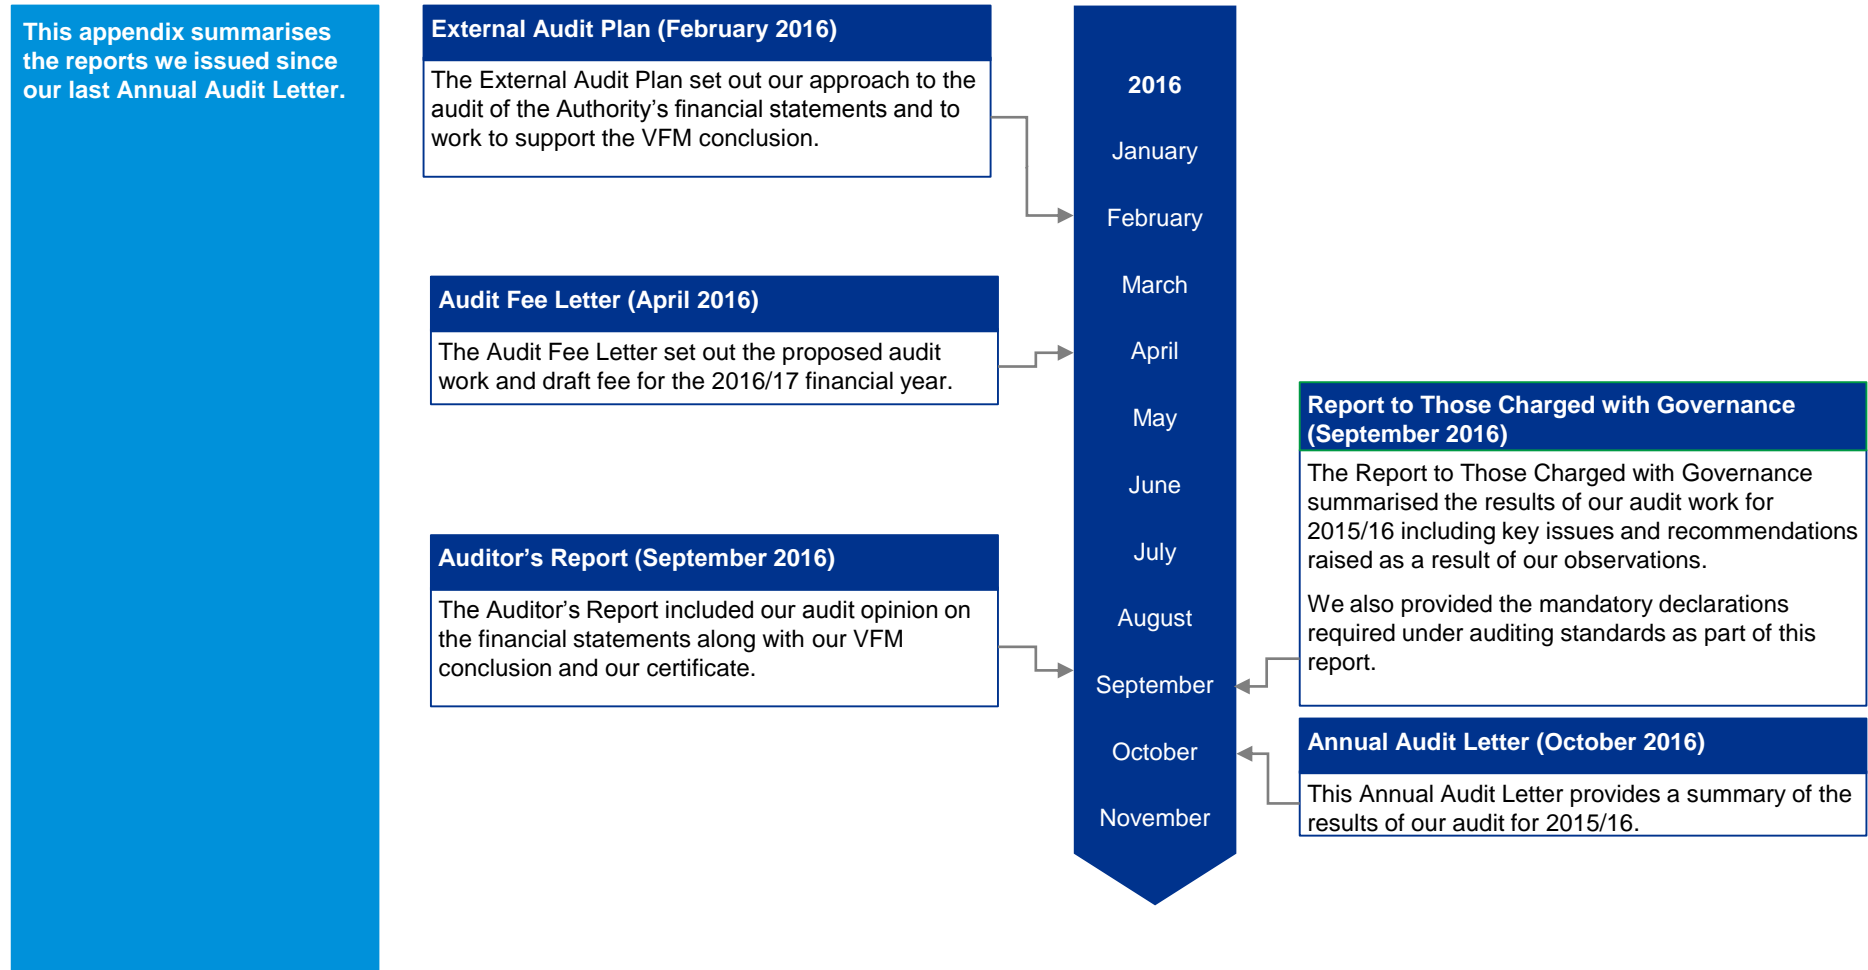 This appendix summarises
the reports we issued since
our last Annual Audit Letter.
External Audit Plan (February 2016)
The External Audit Plan set out our approach to the
audit of the Authority's financial statements and to
work to support the VFM conclusion.
Audit Fee Letter (April 2016)
The Audit Fee Letter set out the proposed audit
work and draft fee for the 2016/17 financial year.
Auditor's Report (September 2016)
The Auditor's Report included our audit opinion on
the financial statements along with our VFM
conclusion and our certificate.
2016
January
February
March
April
May
June
July
August
September
October
November
Report to Those Charged with Governance
(September 2016)
The Report to Those Charged with Governance
summarised the results of our audit work for
2015/16 including key issues and recommendations
raised as a result of our observations.
We also provided the mandatory declarations
required under auditing standards as part of this
report.
Annual Audit Letter (October 2016)
This Annual Audit Letter provides a summary of the
results of our audit for 2015/16.